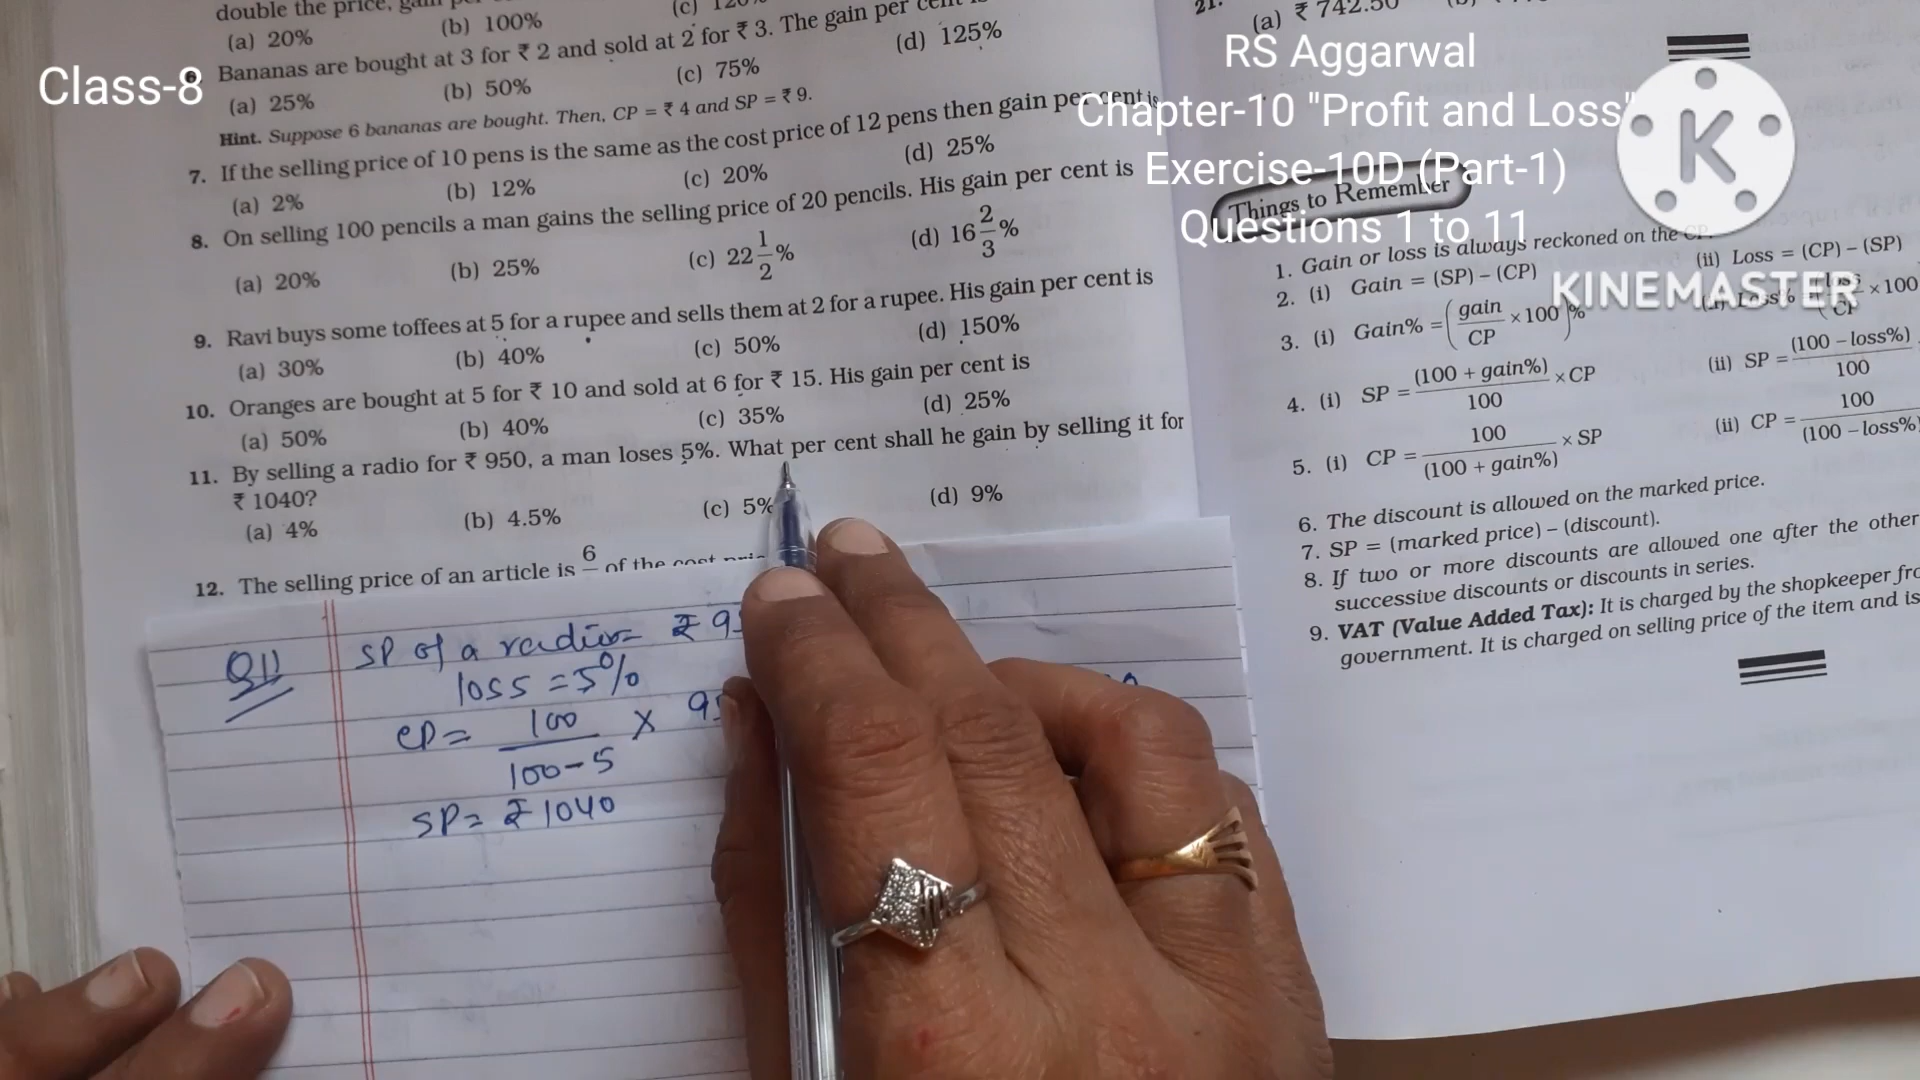 double the price, gain
(a) 20%
(b) 100%
(c)
Bananas are bought at 3 for ₹ 2 and sold at 2 for ₹ 3. The gain per cent
(a) 25%
(b) 50%
(c) 75%
(d) 125%
Hint. Suppose 6 bananas are bought. Then, CP = ₹ 4 and SP = ₹ 9.
7. If the selling price of 10 pens is the same as the cost price of 12 pens then gain per cent is
(a) 2%
(b) 12%
(c) 20%
(d) 25%
8. On selling 100 pencils a man gains the selling price of 20 pencils. His gain per cent is
(a) 20%
(b) 25%
(c) 22 1/2 %
(d) 16 2/3 %
9. Ravi buys some toffees at 5 for a rupee and sells them at 2 for a rupee. His gain per cent is
(a) 30%
(b) 40%
(c) 50%
(d) 150%
10. Oranges are bought at 5 for ₹ 10 and sold at 6 for ₹ 15. His gain per cent is
(a) 50%
(b) 40%
(c) 35%
(d) 25%
11. By selling a radio for ₹ 950, a man loses 5%. What per cent shall he gain by selling it for
₹ 1040?
(a) 4%
(b) 4.5%
(c) 5%
(d) 9%
12. The selling price of an article is 6 of the cost
Class-8
Q11
SP of a radio = ₹ 9
loss = 5%
CP = 100/(100-5) × 9
SP = ₹ 1040
21.
(a) ₹ 742.50
RS Aggarwal
Chapter-10 "Profit and Loss"
Exercise-10D (Part-1)
Questions 1 to 11
K
KINEMASTER
Things to Remember
1. Gain or loss is always reckoned on the CP.
2. (i) Gain = (SP) – (CP)
(ii) Loss = (CP) – (SP)
3. (i) Gain% = (gain/CP × 100)%
× 100
4. (i) SP = (100 + gain%)/100 × CP
(ii) SP = (100 – loss%)/100
5. (i) CP = 100/(100 + gain%) × SP
(ii) CP = 100/(100 – loss%)
6. The discount is allowed on the marked price.
7. SP = (marked price) – (discount).
8. If two or more discounts are allowed one after the other
successive discounts or discounts in series.
9. VAT (Value Added Tax): It is charged by the shopkeeper
government. It is charged on selling price of the item and is